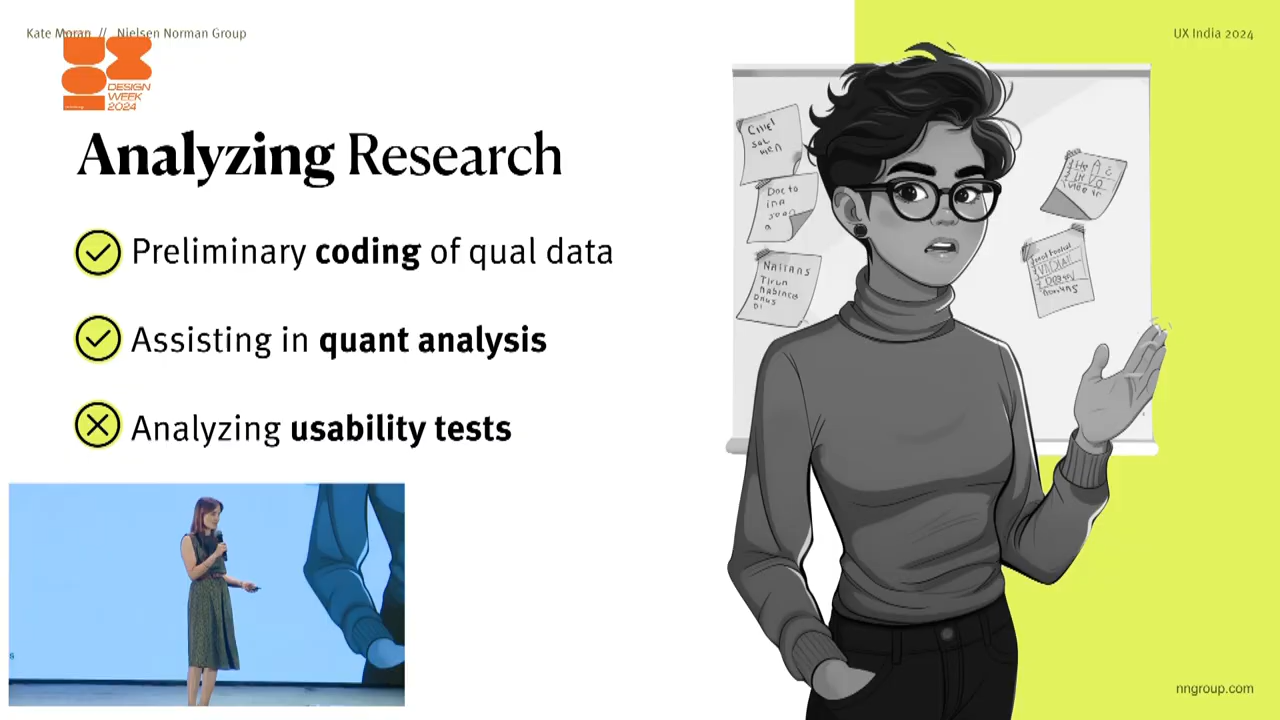 Kate Moran // Nielsen Norman Group
UX India 2024
DESIGN
WEEK
2024
Analyzing Research
Preliminary coding of qual data
Assisting in quant analysis
Analyzing usability tests
nngroup.com